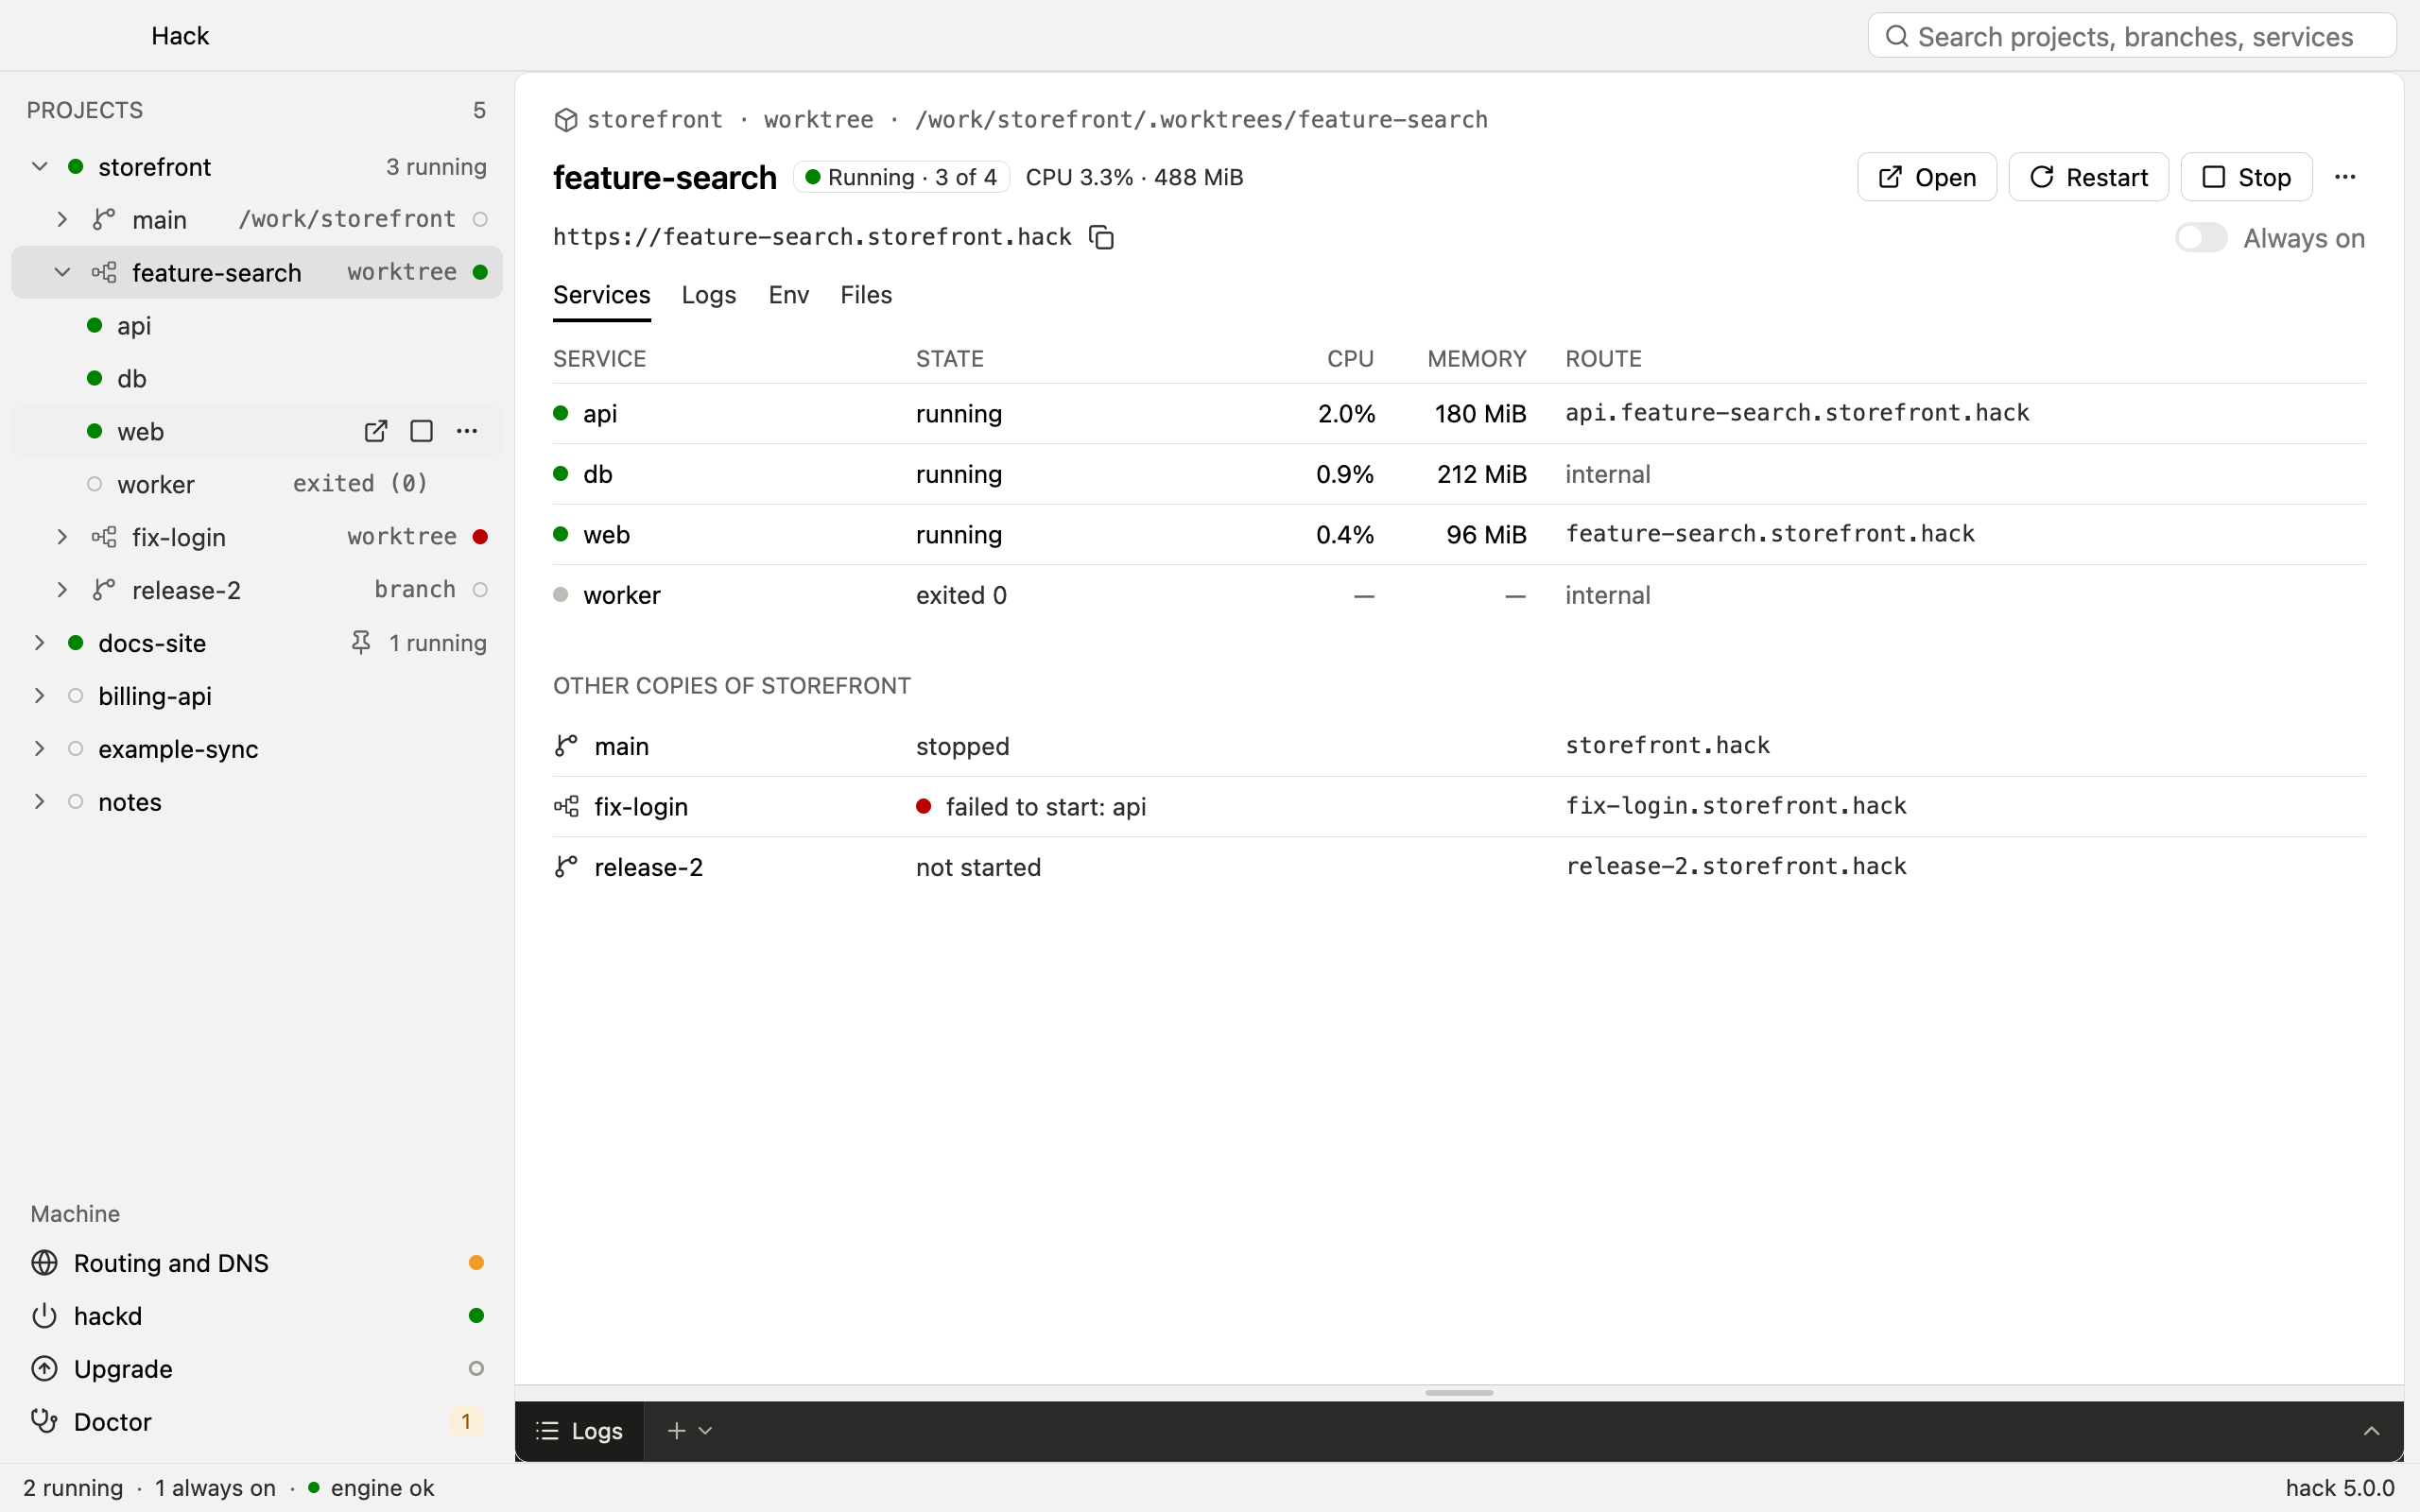 Hack
Search projects, branches, services
PROJECTS 5
storefront 3 running
main /work/storefront
feature-search worktree
api
db
web
worker exited (0)
fix-login worktree
release-2 branch
docs-site 1 running
billing-api
example-sync
notes
Machine
Routing and DNS
hackd
Upgrade
Doctor 1
storefront · worktree · /work/storefront/.worktrees/feature-search
feature-search Running · 3 of 4 CPU 3.3% · 488 MiB Open Restart Stop
https://feature-search.storefront.hack Always on
Services Logs Env Files
SERVICE STATE CPU MEMORY ROUTE
api running 2.0% 180 MiB api.feature-search.storefront.hack
db running 0.9% 212 MiB internal
web running 0.4% 96 MiB feature-search.storefront.hack
worker exited 0 — — internal
OTHER COPIES OF STOREFRONT
main stopped storefront.hack
fix-login failed to start: api fix-login.storefront.hack
release-2 not started release-2.storefront.hack
Logs
2 running · 1 always on · engine ok hack 5.0.0